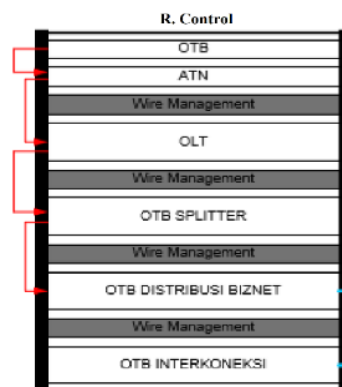 R. Control
OTB
ATN
Wire Management
OLT
Wire Management
OTB SPLITTER
Wire Management
OTB DISTRIBUSI BIZNET
Wire Management
OTB INTERKONEKSI